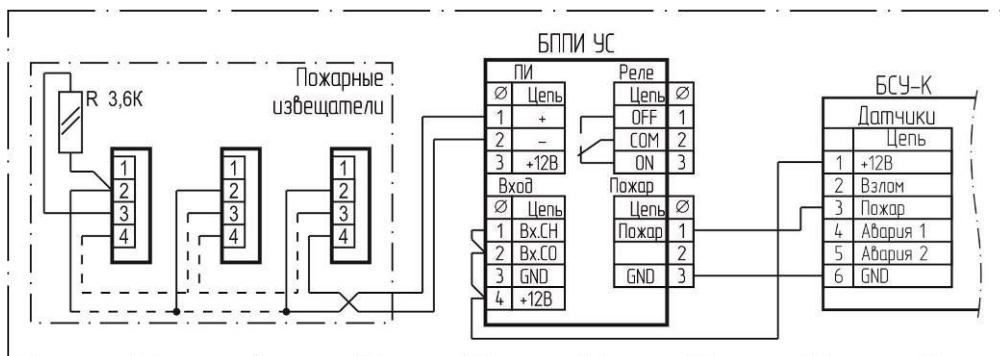 БППИ УС
Пожарные
извещатели
R 3,6К
1
2
3
4
1
2
3
4
1
2
3
4
ПИ
Ø Цепь
1 +
2 –
3 +12В
Вход
Ø Цепь
1 Вх.СН
2 Вх.СО
3 GND
4 +12В
Реле
Цепь Ø
OFF 1
COM 2
ON 3
Пожар
Цепь Ø
Пожар 1
2
GND 3
БСУ-К
Датчики
Цепь
1 +12В
2 Взлом
3 Пожар
4 Авария 1
5 Авария 2
6 GND